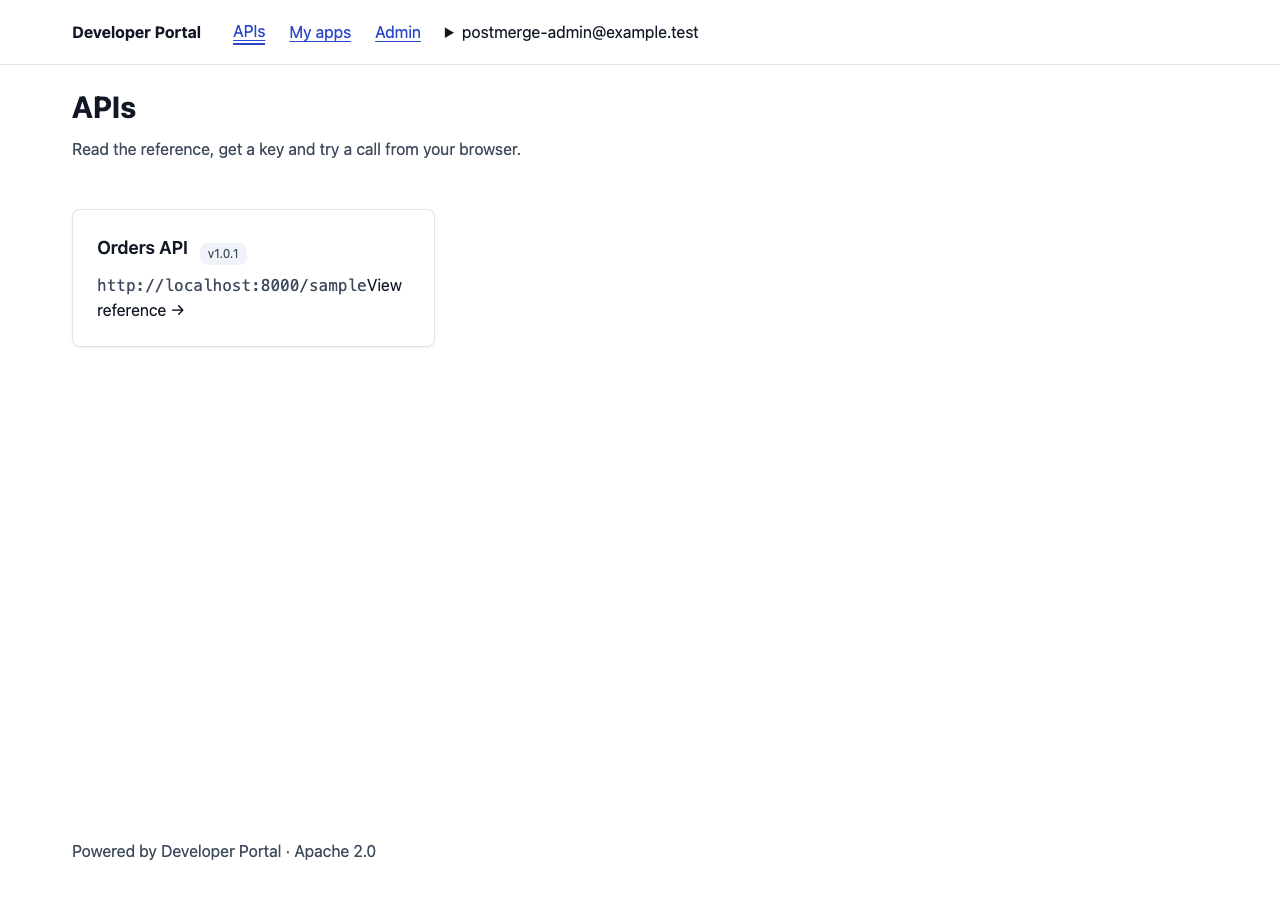 Developer Portal APIs My apps Admin ▶ postmerge-admin@example.test
APIs
Read the reference, get a key and try a call from your browser.
Orders API v1.0.1
http://localhost:8000/sampleView
reference →
Powered by Developer Portal · Apache 2.0